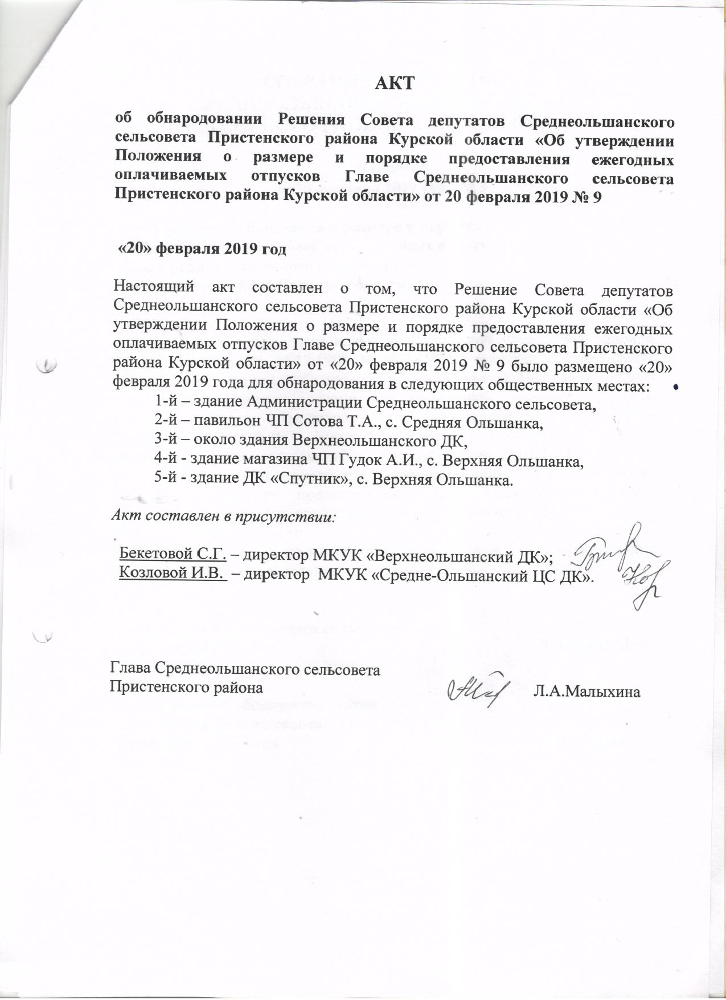 АКТ
об обнародовании Решения Совета депутатов Среднеольшанского
сельсовета Пристенского района Курской области «Об утверждении
Положения о размере и порядке предоставления ежегодных
оплачиваемых отпусков Главе Среднеольшанского сельсовета
Пристенского района Курской области» от 20 февраля 2019 № 9
«20» февраля 2019 год
Настоящий акт составлен о том, что Решение Совета депутатов
Среднеольшанского сельсовета Пристенского района Курской области «Об
утверждении Положения о размере и порядке предоставления ежегодных
оплачиваемых отпусков Главе Среднеольшанского сельсовета Пристенского
района Курской области» от «20» февраля 2019 № 9 было размещено «20»
февраля 2019 года для обнародования в следующих общественных местах:
1-й – здание Администрации Среднеольшанского сельсовета,
2-й – павильон ЧП Сотова Т.А., с. Средняя Ольшанка,
3-й – около здания Верхнеольшанского ДК,
4-й - здание магазина ЧП Гудок А.И., с. Верхняя Ольшанка,
5-й - здание ДК «Спутник», с. Верхняя Ольшанка.
Акт составлен в присутствии:
Бекетовой С.Г. – директор МКУК «Верхнеольшанский ДК»;
Козловой И.В. – директор МКУК «Средне-Ольшанский ЦС ДК».
Глава Среднеольшанского сельсовета
Пристенского района Л.А.Малыхина